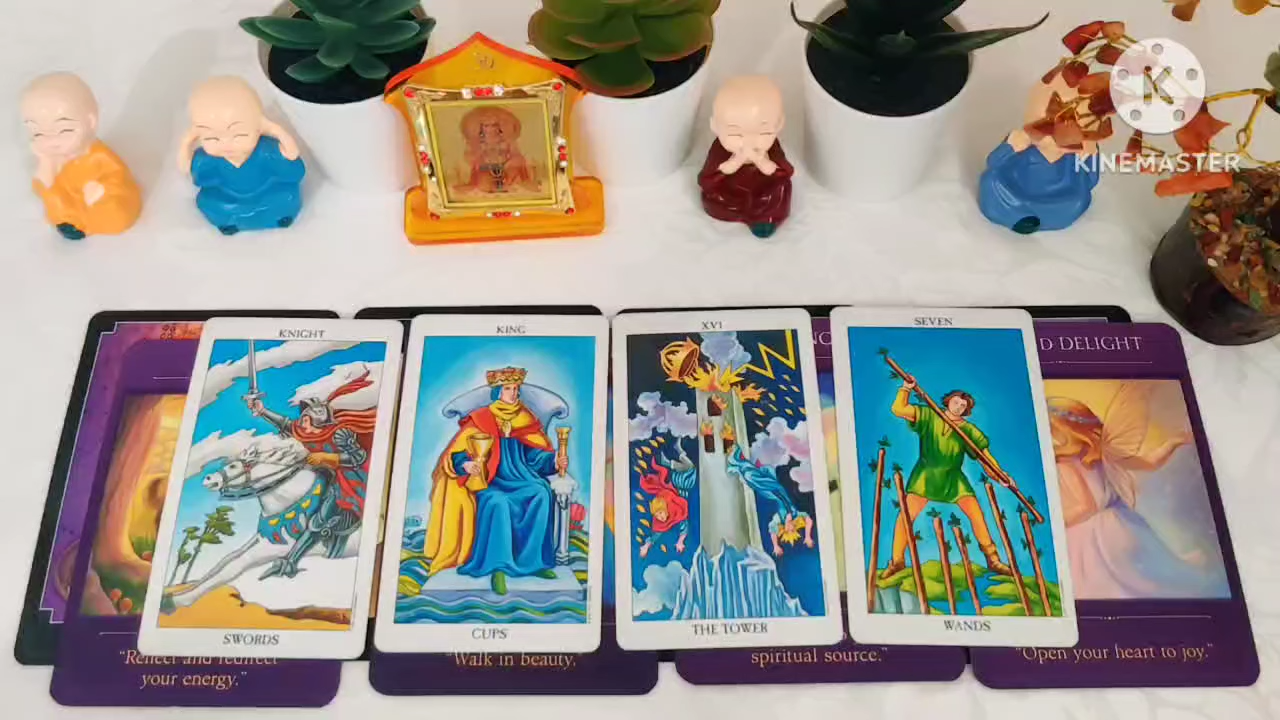 K
KINEMASTER
KNIGHT
SWORDS
KING
CUPS
XVI
THE TOWER
SEVEN
WANDS
D DELIGHT
"Reflect and redirect
your energy."
"Walk in beauty."
spiritual source."
"Open your heart to joy."